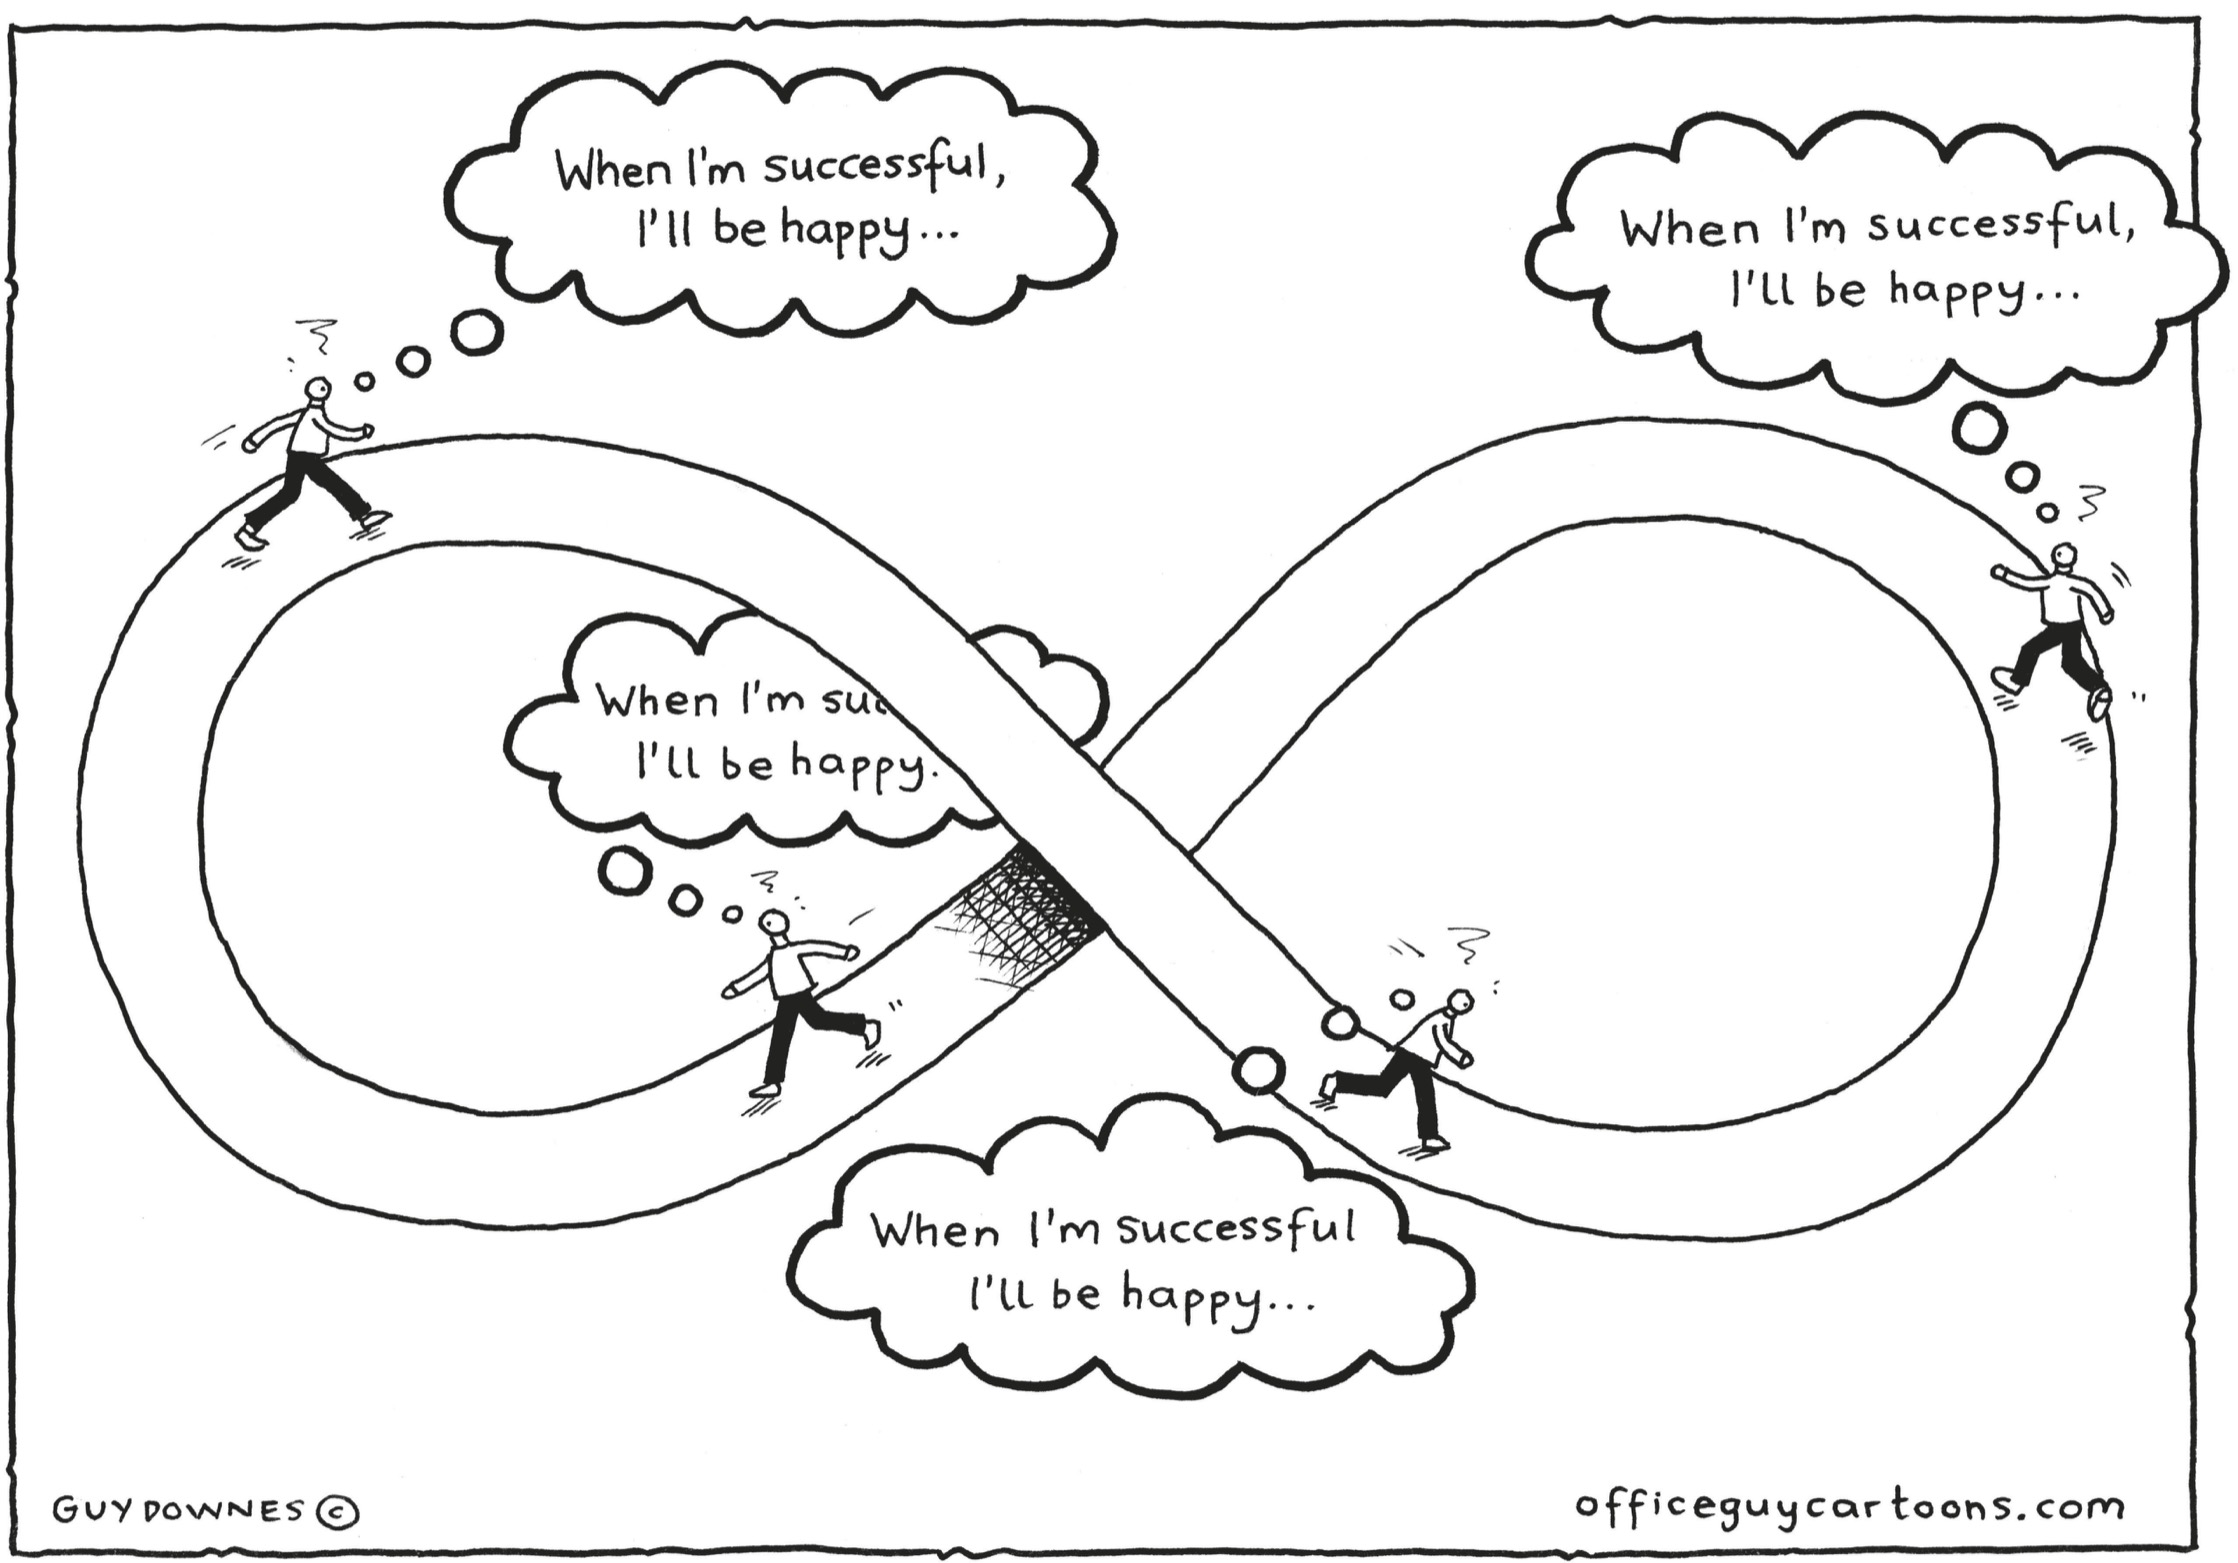 When I'm successful,
I'll be happy...
When I'm successful,
I'll be happy...
When I'm suc
I'll be happy.
When I'm successful
I'll be happy...
GUY DOWNES ©
officeguycartoons.com